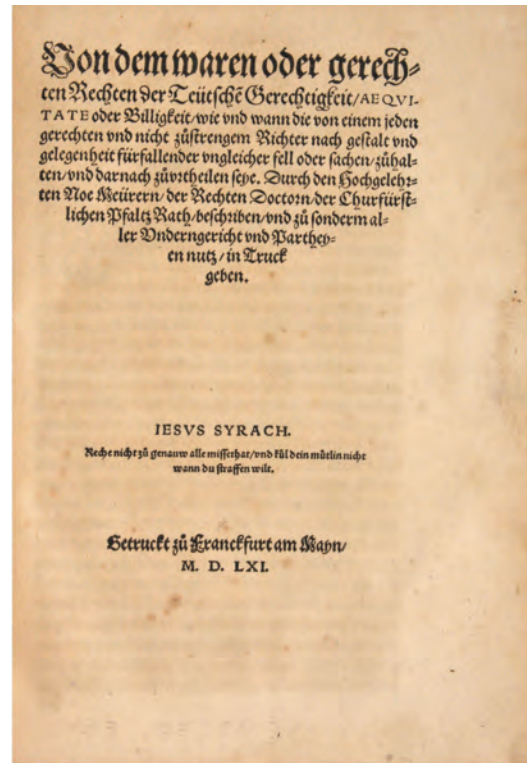 Von dem waren oder gerech⸗
ten Rechten der Teütschẽ Gerechtigkeit/AEQVI-
TATE oder Billigkeit/wie vnd wann die von einem jeden
gerechten vnd nicht zůstrengem Richter nach gestalt vnd
gelegenheit fürfallender vngleicher fell oder sachen/zůhal⸗
ten/vnd darnach zůvrtheilen seye. Durch den Hochgelehr⸗
ten Noe Meürern/der Rechten Doctorn/der Churfürst⸗
lichen Pfaltz Rath/beschriben/vnd zů sonderm al⸗
ler Vnderngericht vnd Parthey⸗
en nutz/in Truck
geben.
IESVS SYRACH.
Reche nicht zů genauw alle missethat/vnd kül dein mütlin nicht
wann du straffen wilt.
Getruckt zů Franckfurt am Mayn/
M. D. LXI.